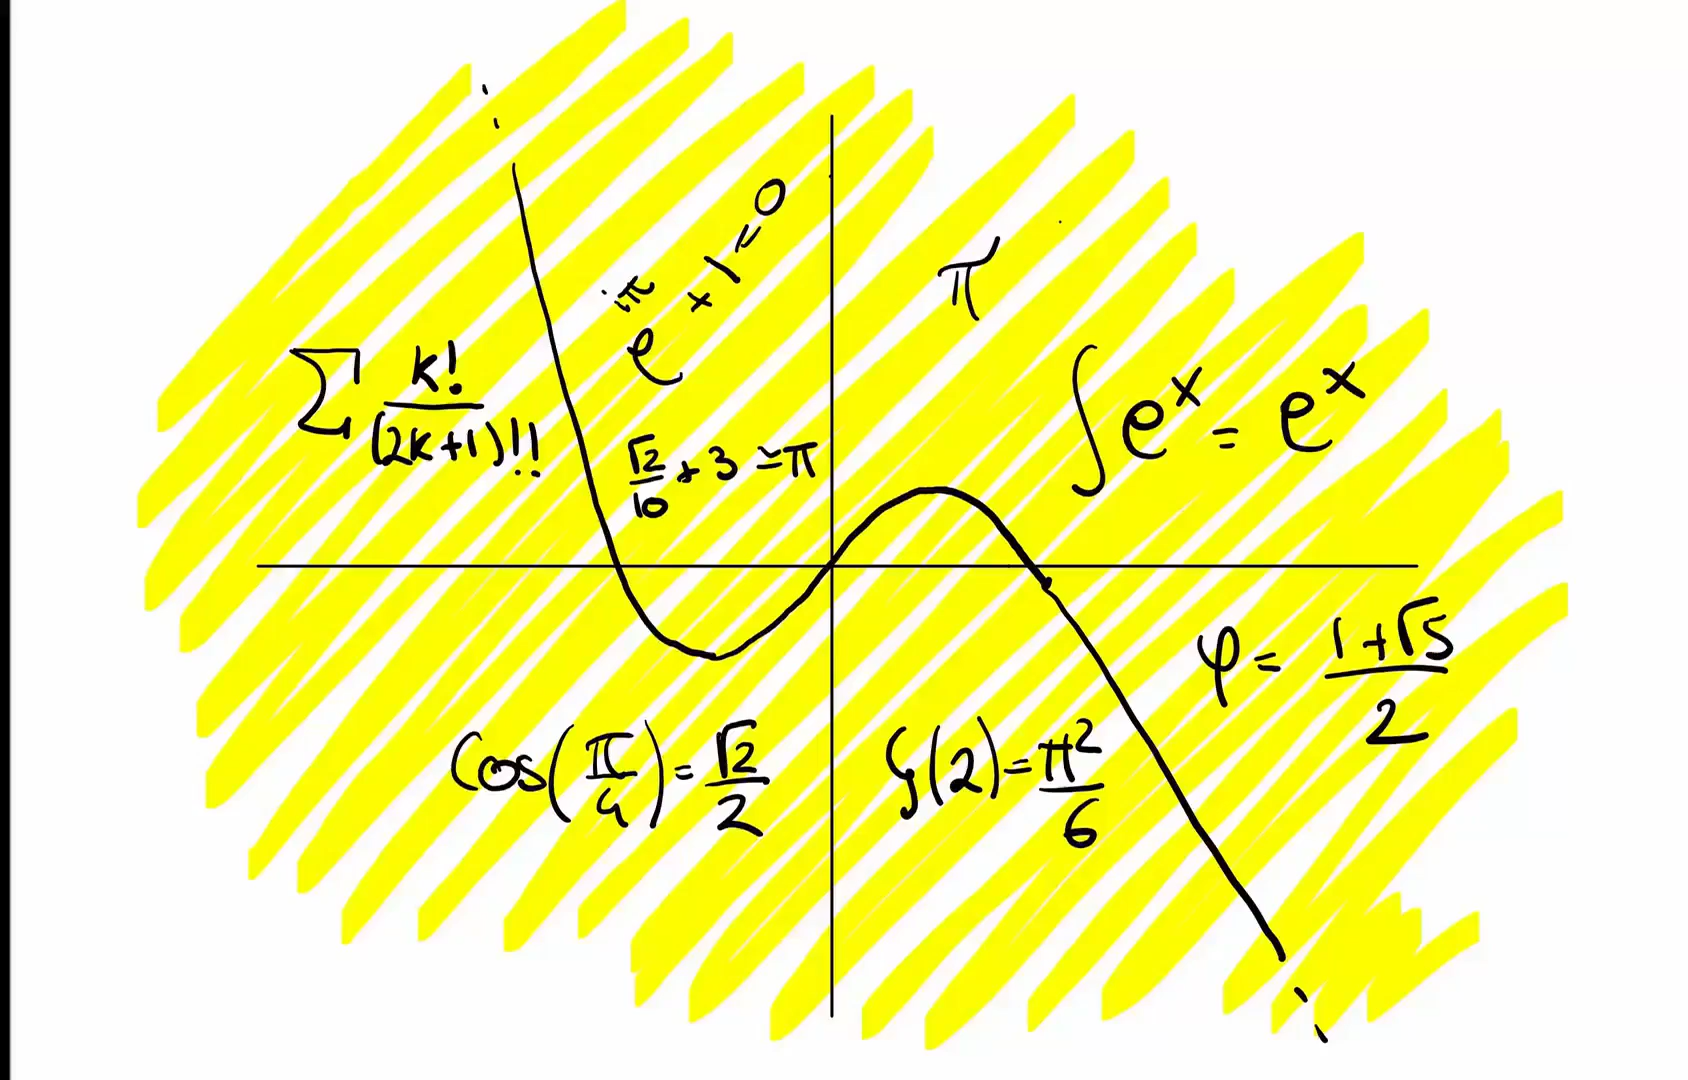 e^{iπ} + 1 = 0
π
∑ k! / (2k+1)!!
∫ e^x = e^x
√2/10 + 3 ≃ π
φ = (1+√5)/2
cos(π/4) = √2/2
ζ(2) = π²/6